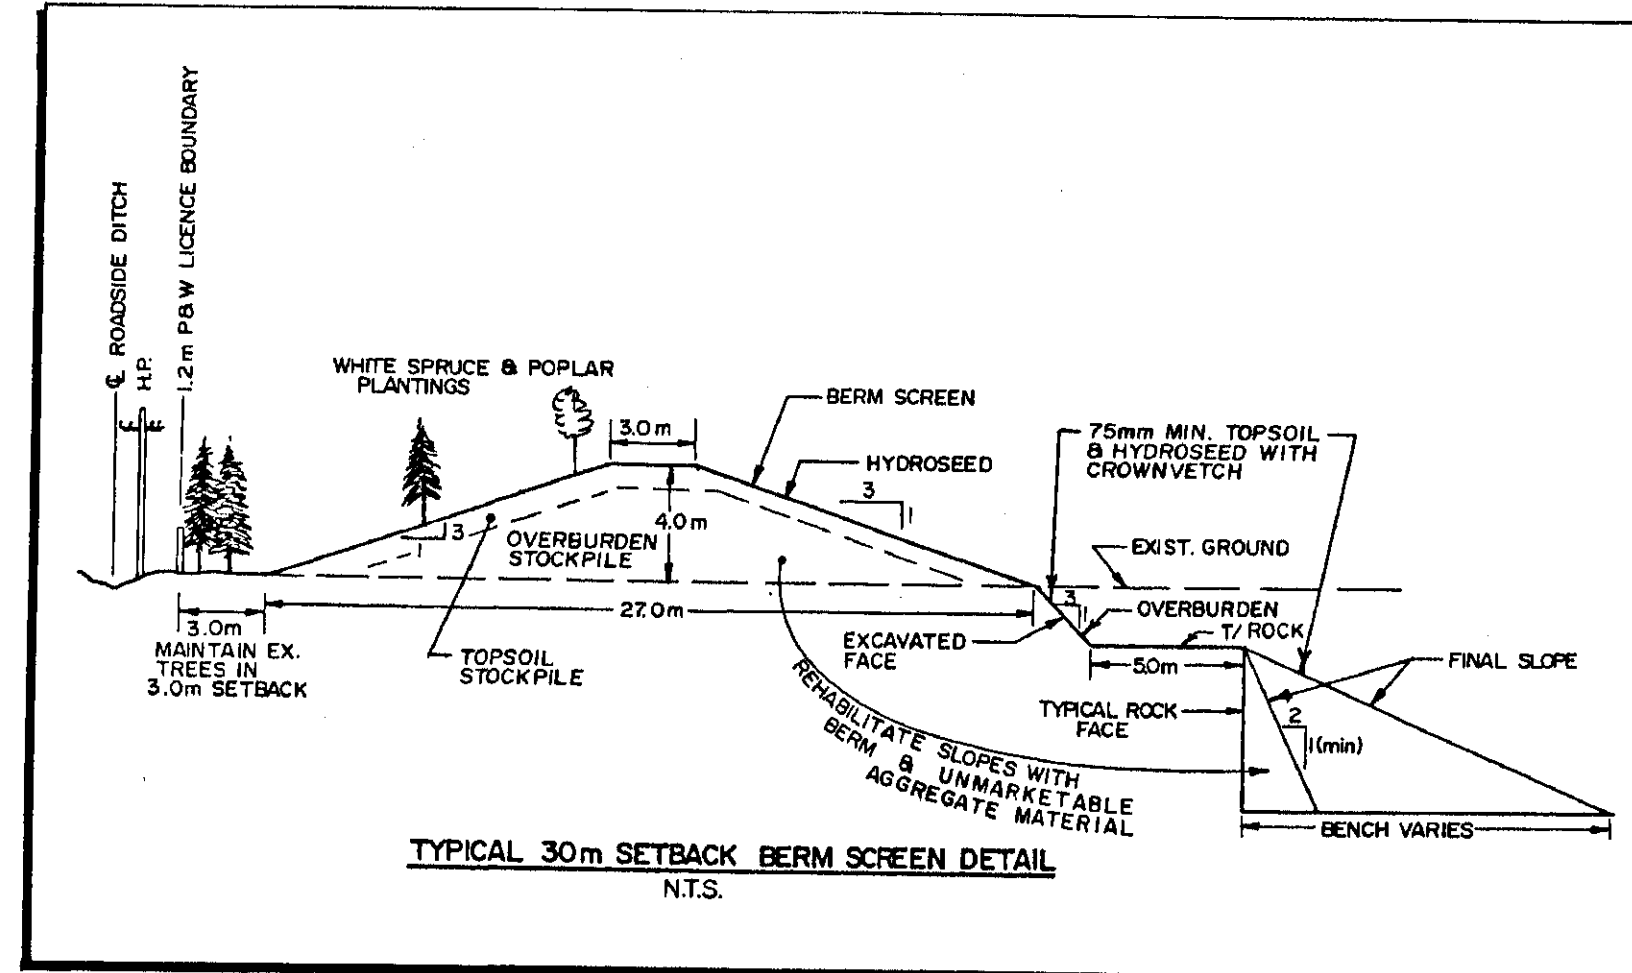 ℄ ROADSIDE DITCH
H.P.
1.2m P&W LICENCE BOUNDARY
WHITE SPRUCE & POPLAR
PLANTINGS
3.0m
BERM SCREEN
HYDROSEED
3
1
75mm MIN. TOPSOIL
& HYDROSEED WITH
CROWNVETCH
4.0m
3
1
OVERBURDEN
STOCKPILE
EXIST. GROUND
27.0m
3
1
OVERBURDEN
T/ROCK
3.0m
MAINTAIN EX.
TREES IN
3.0m SETBACK
TOPSOIL
STOCKPILE
EXCAVATED
FACE
5.0m
FINAL SLOPE
TYPICAL ROCK
FACE
2
1(min)
REHABILITATE SLOPES WITH
BERM & UNMARKETABLE
AGGREGATE MATERIAL
BENCH VARIES
TYPICAL 30m SETBACK BERM SCREEN DETAIL
N.T.S.